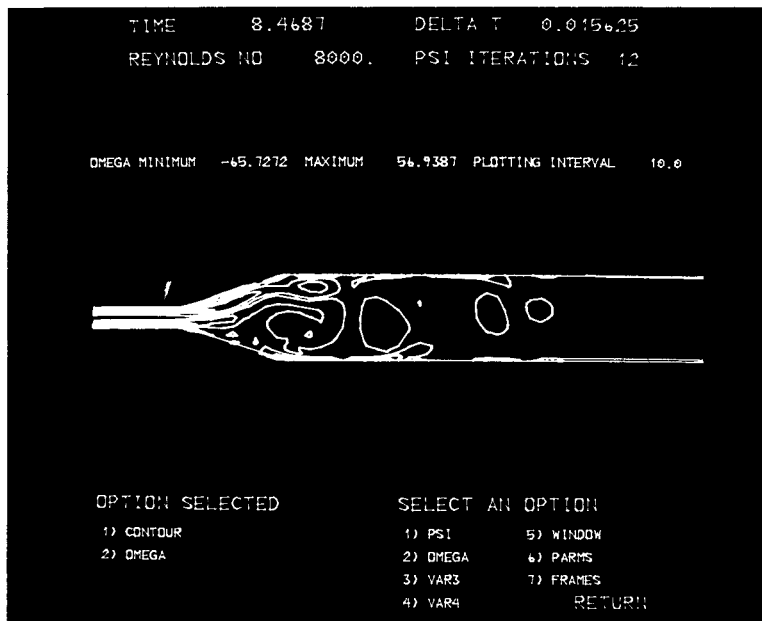 TIME 8.4687 DELTA T 0.015625
REYNOLDS NO 8000. PSI ITERATIONS 12
OMEGA MINIMUM -65.7272 MAXIMUM 56.9387 PLOTTING INTERVAL 10.0
OPTION SELECTED
1) CONTOUR
2) OMEGA
SELECT AN OPTION
1) PSI 5) WINDOW
2) OMEGA 6) PARMS
3) VAR3 7) FRAMES
4) VAR4 RETURN